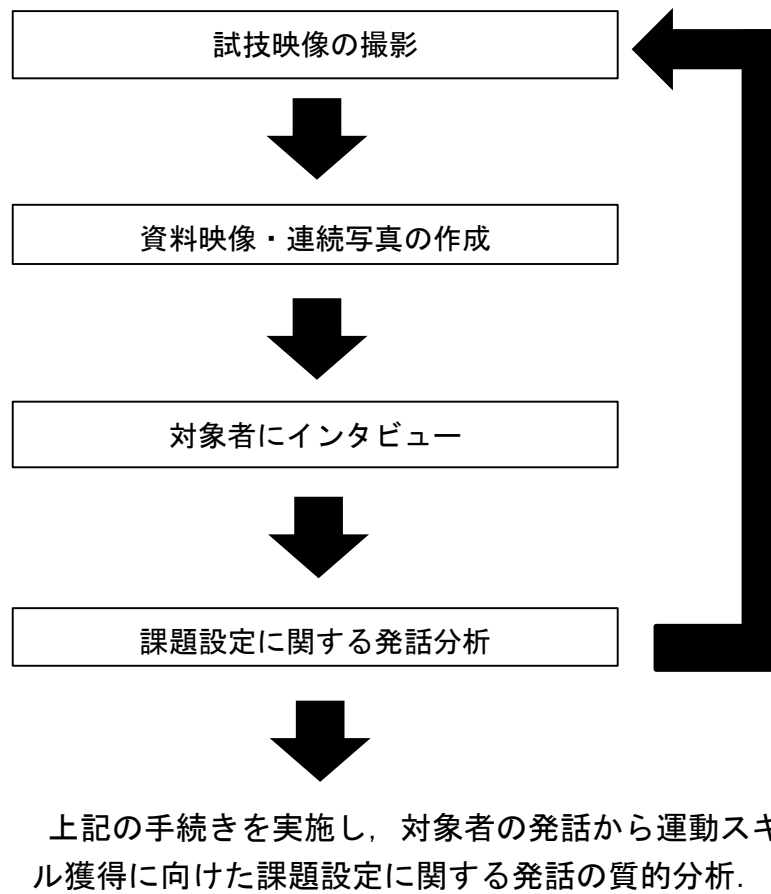 試技映像の撮影
資料映像・連続写真の作成
対象者にインタビュー
課題設定に関する発話分析
上記の手続きを実施し，対象者の発話から運動スキ
ル獲得に向けた課題設定に関する発話の質的分析．